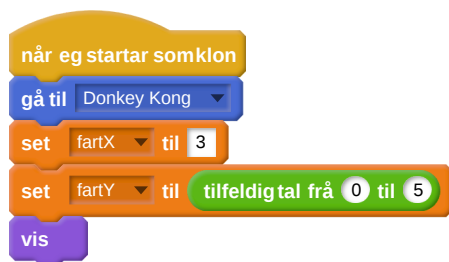 når eg startar som klon
gå til Donkey Kong
set fartX til 3
set fartY til tilfeldig tal frå 0 til 5
vis